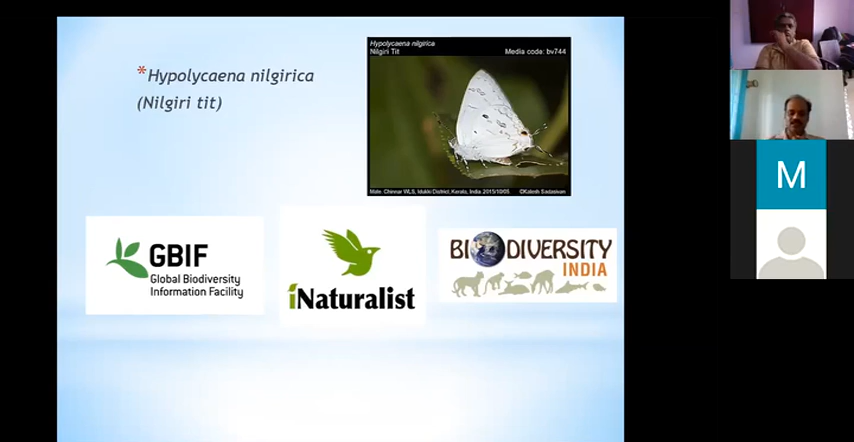 *Hypolycaena nilgirica
(Nilgiri tit)
Hypolycaena nilgirica
Nilgiri Tit
Media code: bv744
Male. Chinnar WLS, Idukki District, Kerala, India. 2015/10/05
©Kalesh Sadasivan
GBIF
Global Biodiversity
Information Facility
iNaturalist
BIODIVERSITY
INDIA
M